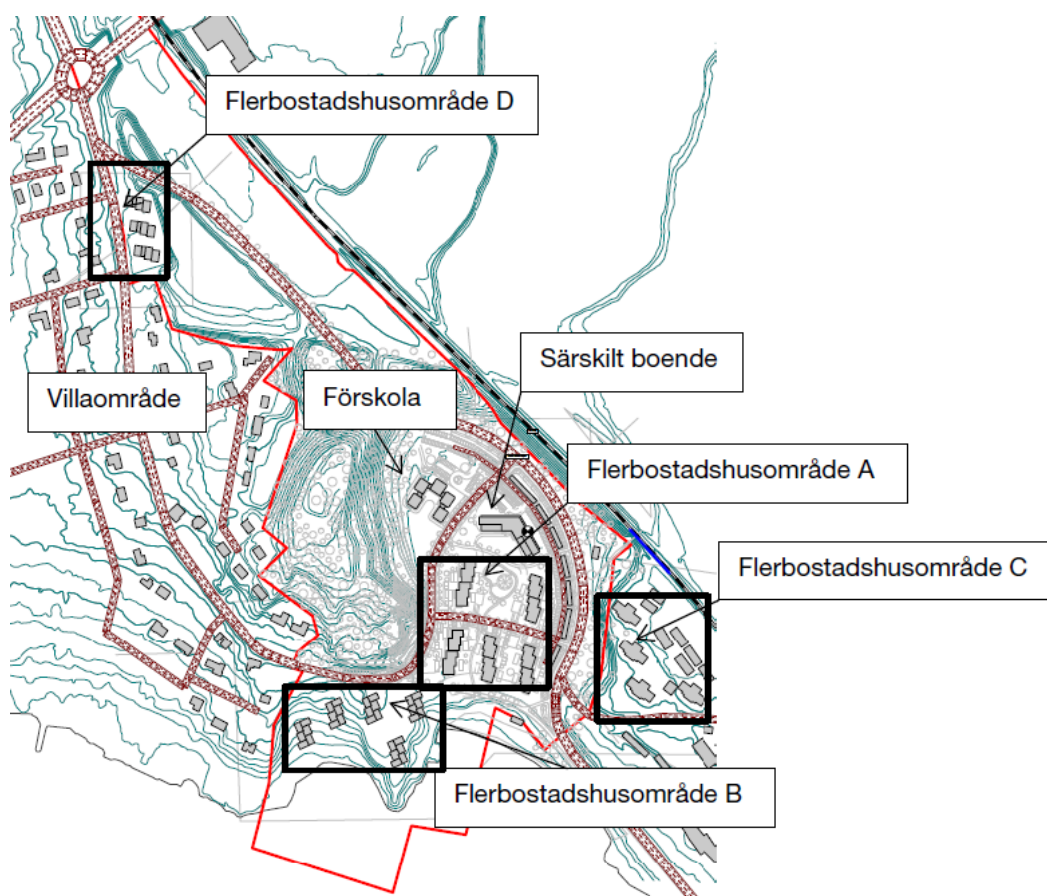 Flerbostadshusområde D
Särskilt boende
Villaområde
Förskola
Flerbostadshusområde A
Flerbostadshusområde C
Flerbostadshusområde B